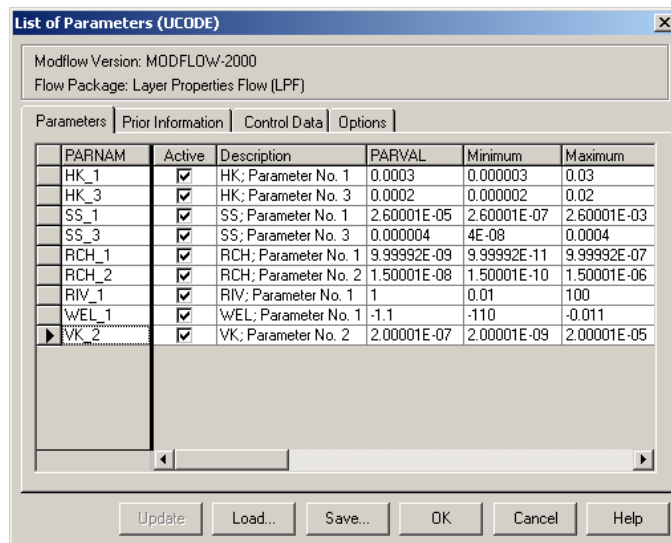 List of Parameters (UCODE)
Modflow Version: MODFLOW-2000
Flow Package: Layer Properties Flow (LPF)
Parameters Prior Information Control Data Options
PARNAM Active Description PARVAL Minimum Maximum
HK_1 HK; Parameter No. 1 0.0003 0.000003 0.03
HK_3 HK; Parameter No. 3 0.0002 0.000002 0.02
SS_1 SS; Parameter No. 1 2.60001E-05 2.60001E-07 2.60001E-03
SS_3 SS; Parameter No. 3 0.000004 4E-08 0.0004
RCH_1 RCH; Parameter No. 1 9.99992E-09 9.99992E-11 9.99992E-07
RCH_2 RCH; Parameter No. 2 1.50001E-08 1.50001E-10 1.50001E-06
RIV_1 RIV; Parameter No. 1 1 0.01 100
WEL_1 WEL; Parameter No. 1 -1.1 -110 -0.011
VK_2 VK; Parameter No. 2 2.00001E-07 2.00001E-09 2.00001E-05
Update Load... Save... OK Cancel Help